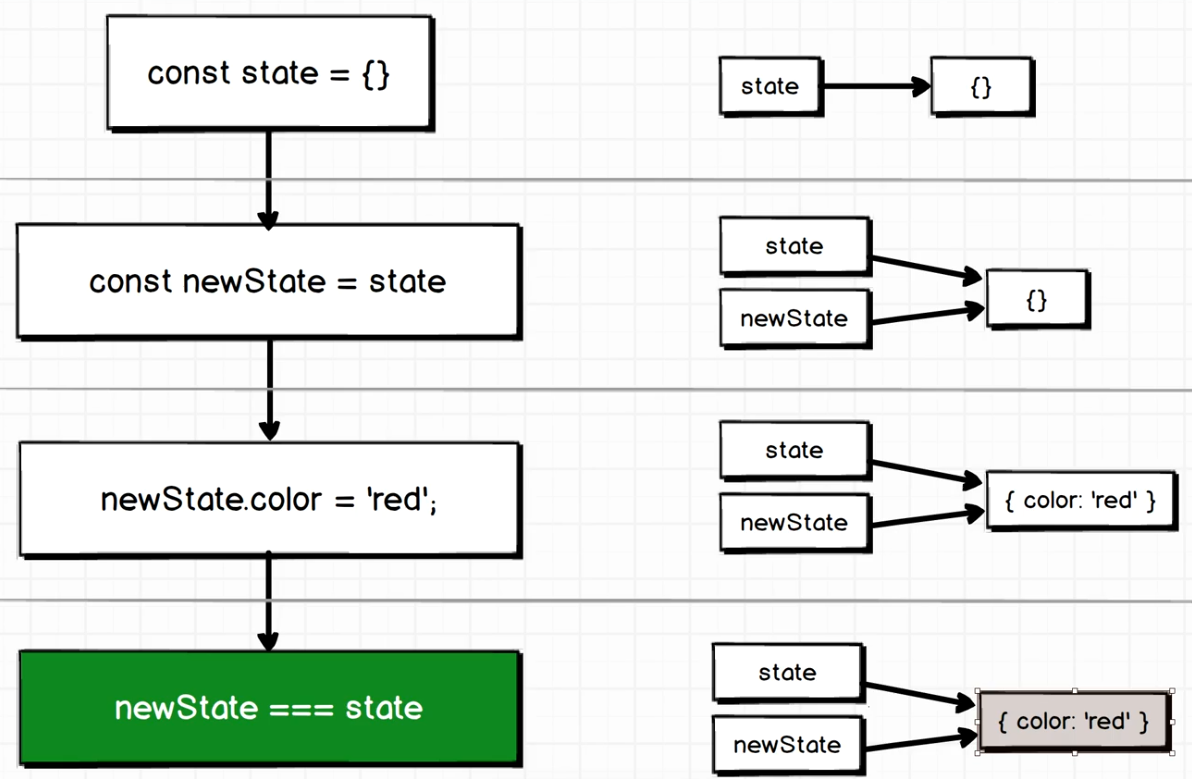 const state = {}
state
{}
const newState = state
state
newState
{}
newState.color = 'red';
state
newState
{ color: 'red' }
newState === state
state
newState
{ color: 'red' }